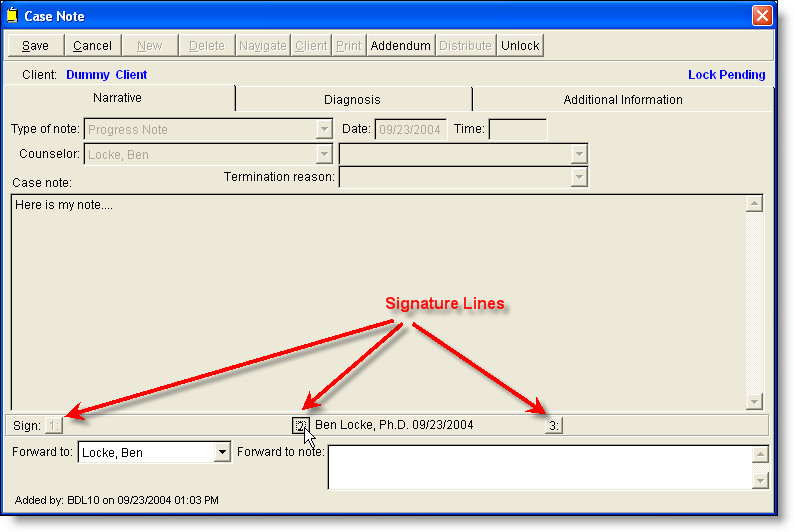 Case Note
Save Cancel New Delete Navigate Client Print Addendum Distribute Unlock
Client: Dummy Client Lock Pending
Narrative Diagnosis Additional Information
Type of note: Progress Note Date: 09/23/2004 Time:
Counselor: Locke, Ben
Termination reason:
Case note:
Here is my note....
Signature Lines
Sign: 1: 2: Ben Locke, Ph.D. 09/23/2004 3:
Forward to: Locke, Ben Forward to note:
Added by: BDL10 on 09/23/2004 01:03 PM